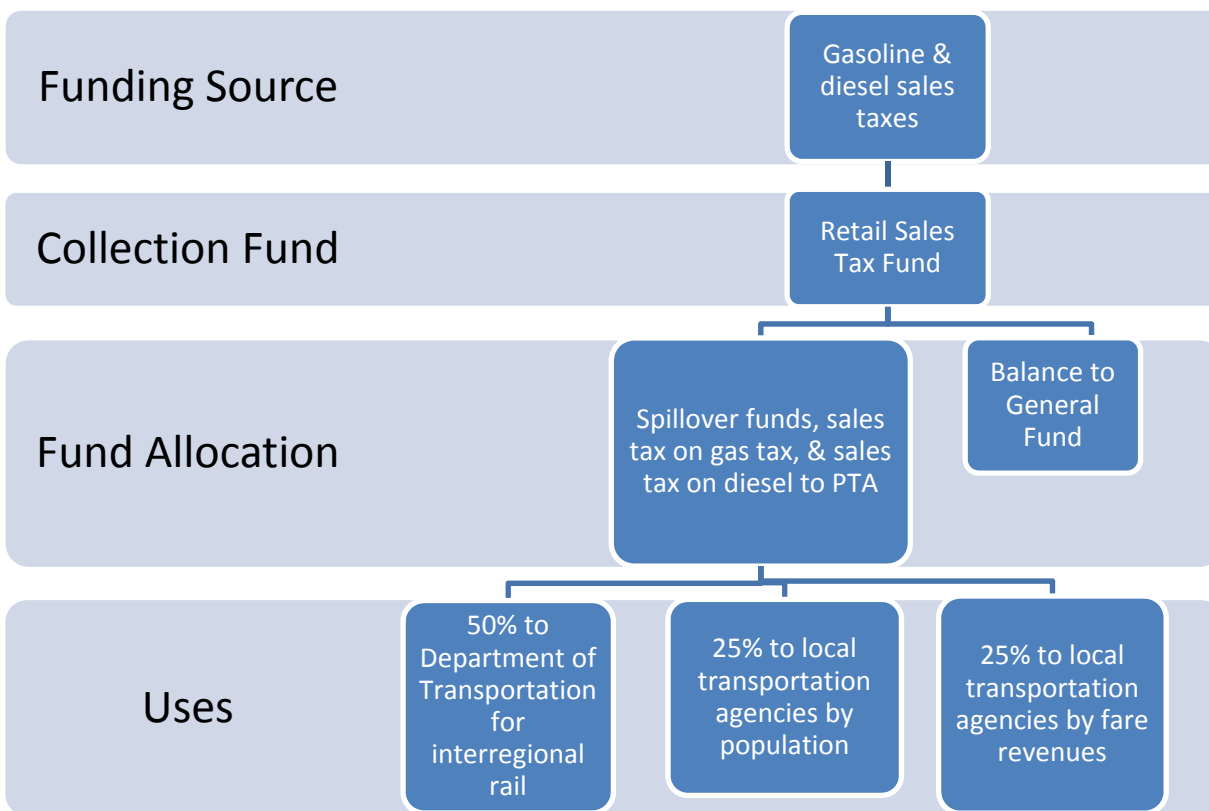 Funding Source
Gasoline &
diesel sales
taxes
Collection Fund
Retail Sales
Tax Fund
Fund Allocation
Spillover funds, sales
tax on gas tax, & sales
tax on diesel to PTA
Balance to
General
Fund
Uses
50% to
Department of
Transportation
for
interregional
rail
25% to local
transportation
agencies by
population
25% to local
transportation
agencies by fare
revenues